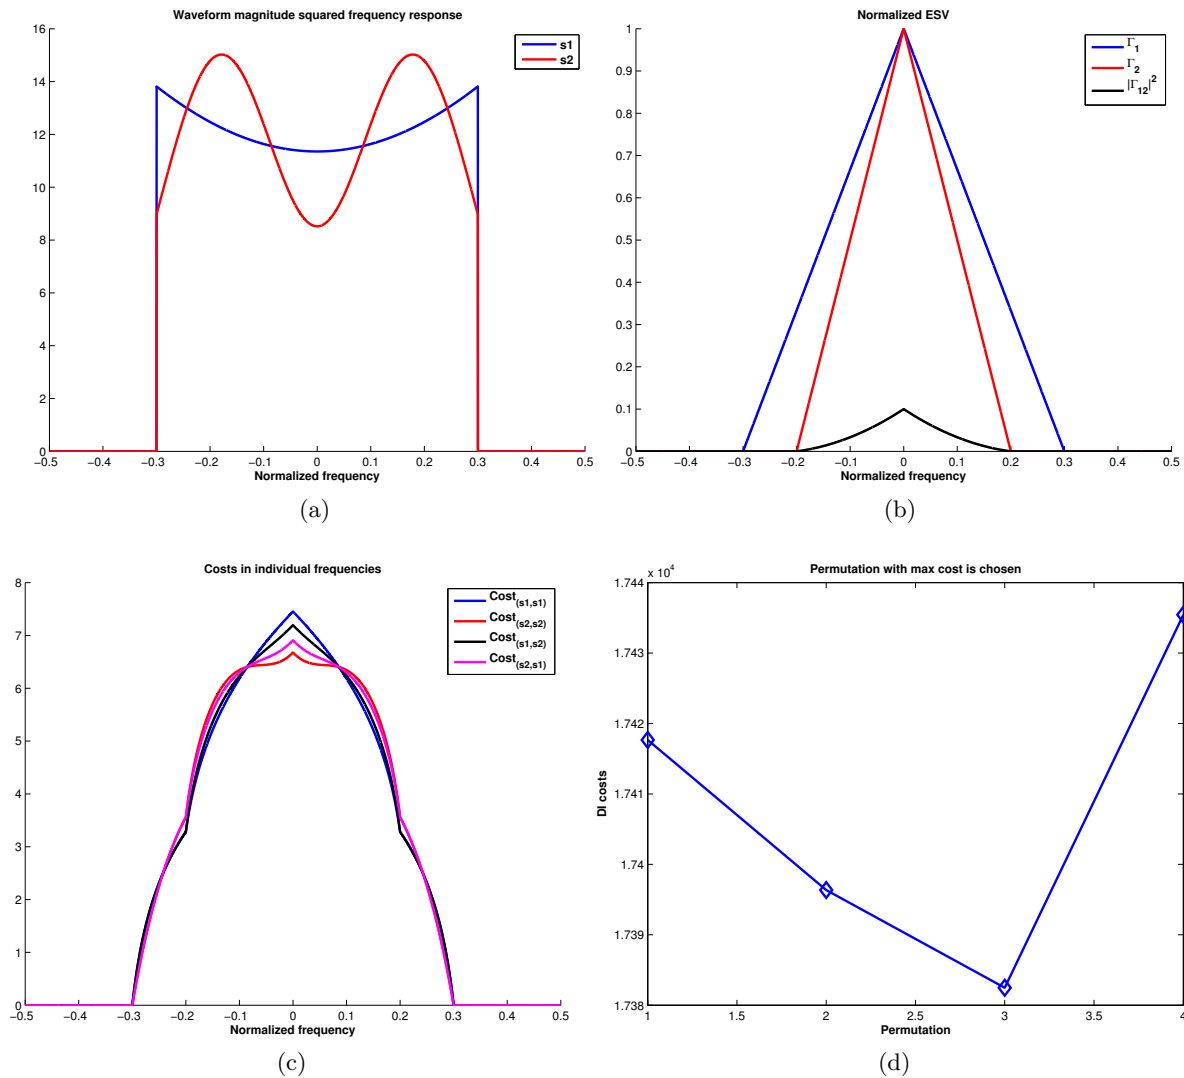 Waveform magnitude squared frequency response
s1
s2
16
14
12
10
8
6
4
2
0
−0.5 −0.4 −0.3 −0.2 −0.1 0 0.1 0.2 0.3 0.4 0.5
Normalized frequency
(a)
Normalized ESV
Γ1
Γ2
|Γ12|²
1
0.9
0.8
0.7
0.6
0.5
0.4
0.3
0.2
0.1
0
−0.5 −0.4 −0.3 −0.2 −0.1 0 0.1 0.2 0.3 0.4 0.5
Normalized frequency
(b)
Costs in individual frequencies
Cost(s1,s1)
Cost(s2,s2)
Cost(s1,s2)
Cost(s2,s1)
8
7
6
5
4
3
2
1
0
−0.5 −0.4 −0.3 −0.2 −0.1 0 0.1 0.2 0.3 0.4 0.5
Normalized frequency
(c)
Permutation with max cost is chosen
x 10⁴
1.744
1.743
1.742
1.741
1.74
1.739
1.738
DI costs
1 1.5 2 2.5 3 3.5 4
Permutation
(d)